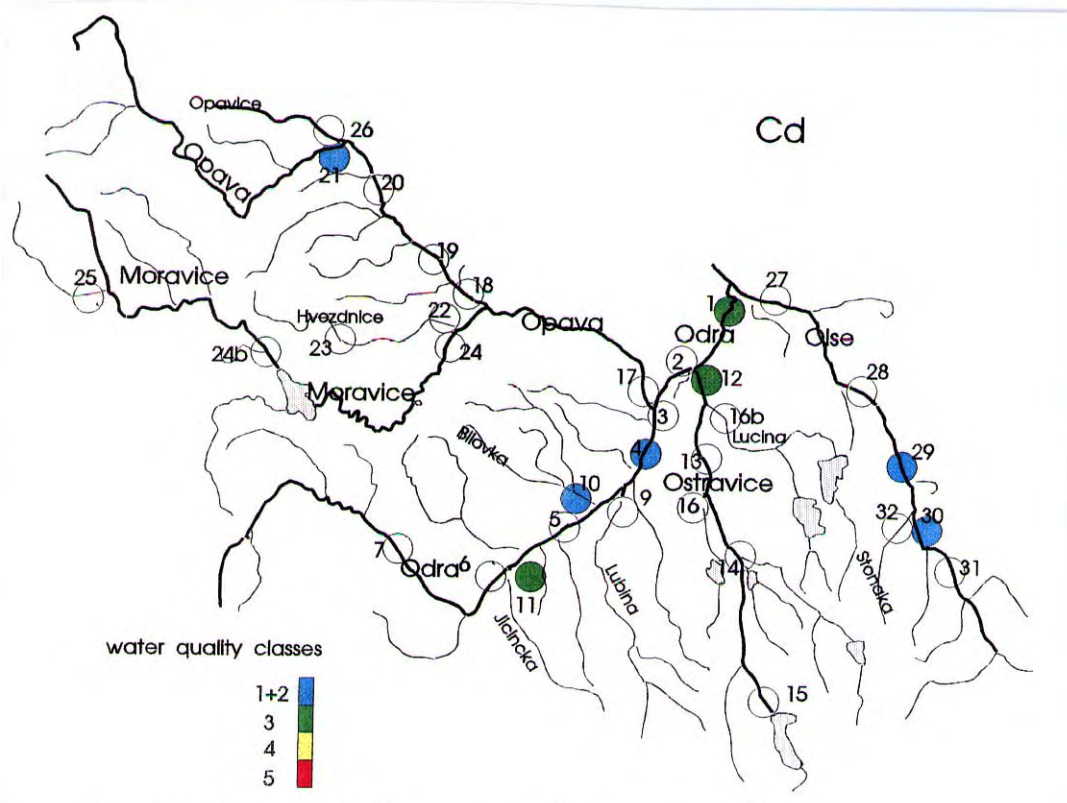 Cd
Opavice
26
Opava
21
20
19
25
Moravice
18
27
1
Hvezdnice
22
Opava
Odra
Olse
23
24b
24
2
12
17
28
Moravice
3
16b
Lucina
Bilovka
4
13
29
10
Ostravice
9
16
5
32
30
7
Odra
6
14
31
11
Lubina
Stonska
Jicincka
15
water quality classes
1+2
3
4
5